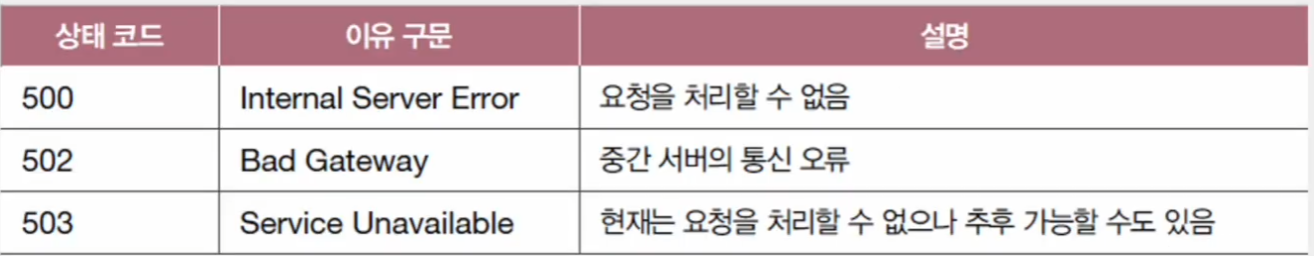 상태 코드 이유 구문 설명
500 Internal Server Error 요청을 처리할 수 없음
502 Bad Gateway 중간 서버의 통신 오류
503 Service Unavailable 현재는 요청을 처리할 수 없으나 추후 가능할 수도 있음